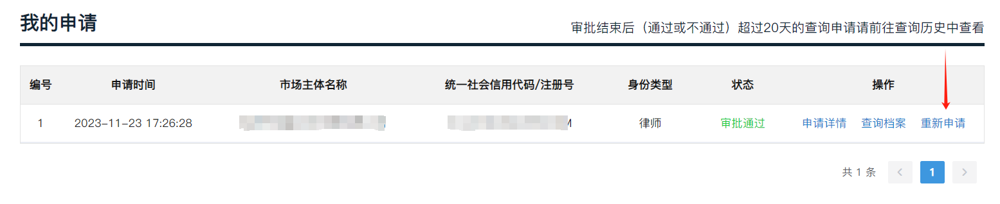 我的申请
审批结束后（通过或不通过）超过20天的查询申请请前往查询历史中查看
编号 申请时间 市场主体名称 统一社会信用代码/注册号 身份类型 状态 操作
1 2023-11-23 17:26:28 律师 审批通过 申请详情 查询档案 重新申请
共 1 条 < 1 >